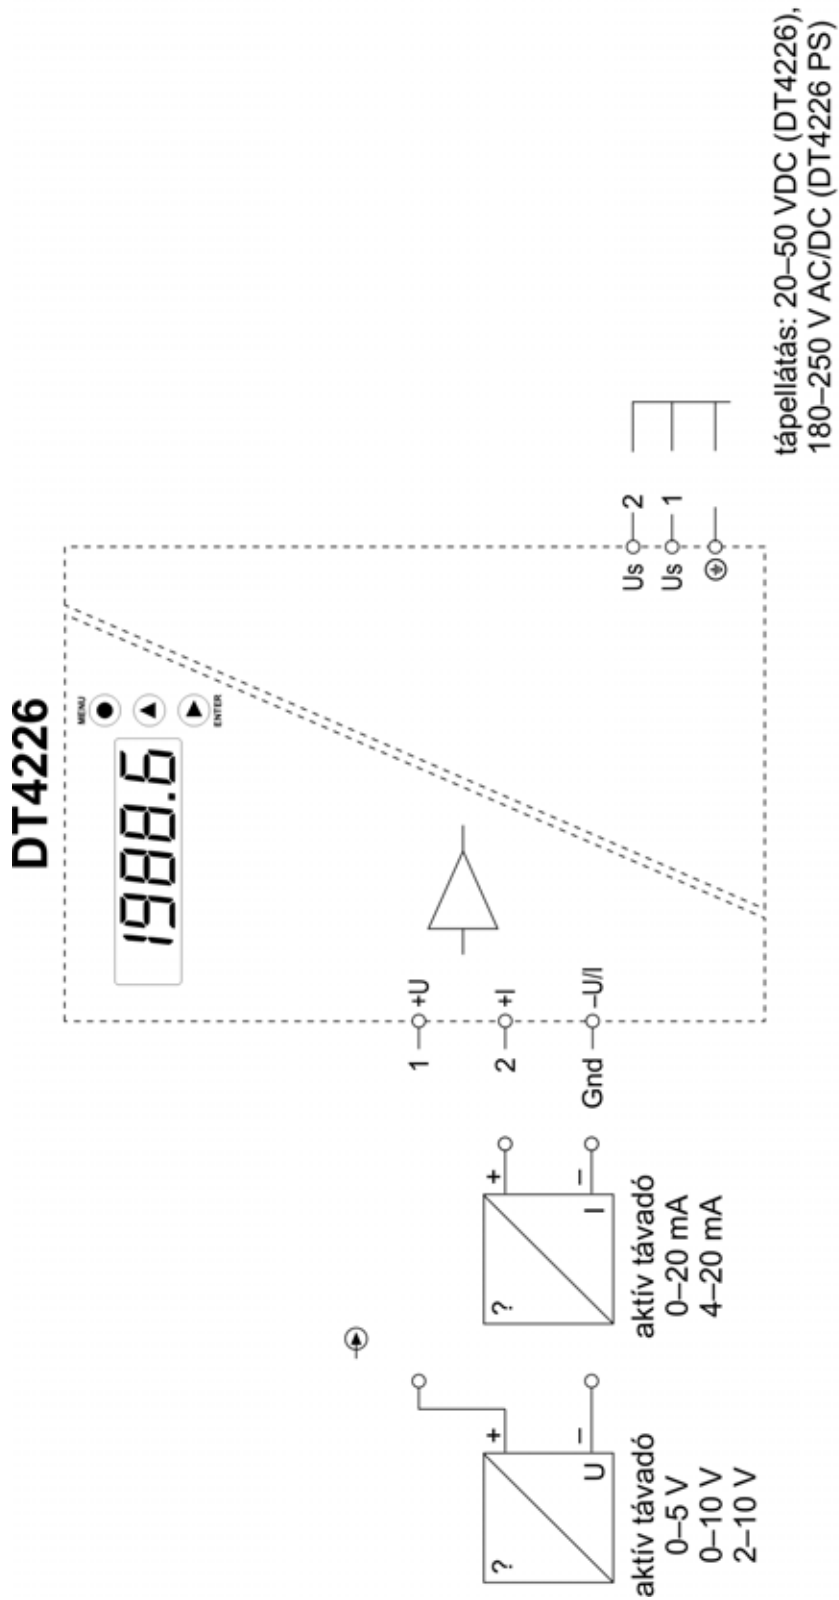 DT4226
1988.6
MENU
ENTER
1
+U
2
+I
Gnd
–U/I
Us
2
Us
1
+
–
?
I
aktív távadó
0–20 mA
4–20 mA
+
–
?
U
aktív távadó
0–5 V
0–10 V
2–10 V
tápellátás: 20–50 VDC (DT4226),
180–250 V AC/DC (DT4226 PS)